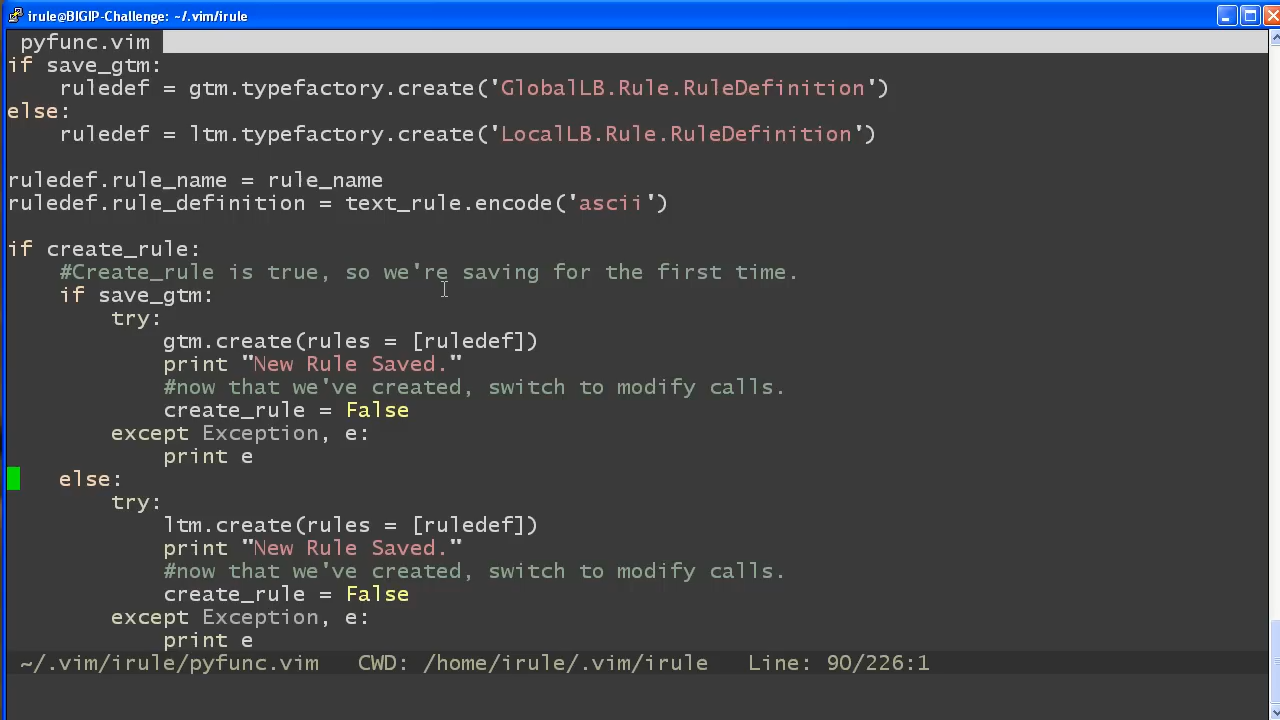 irule@BIGIP-Challenge: ~/.vim/irule
pyfunc.vim
if save_gtm:
    ruledef = gtm.typefactory.create('GlobalLB.Rule.RuleDefinition')
else:
    ruledef = ltm.typefactory.create('LocalLB.Rule.RuleDefinition')
ruledef.rule_name = rule_name
ruledef.rule_definition = text_rule.encode('ascii')
if create_rule:
    #Create_rule is true, so we're saving for the first time.
    if save_gtm:
        try:
            gtm.create(rules = [ruledef])
            print "New Rule Saved."
            #now that we've created, switch to modify calls.
            create_rule = False
        except Exception, e:
            print e
    else:
        try:
            ltm.create(rules = [ruledef])
            print "New Rule Saved."
            #now that we've created, switch to modify calls.
            create_rule = False
        except Exception, e:
            print e
~/.vim/irule/pyfunc.vim   CWD: /home/irule/.vim/irule   Line: 90/226:1